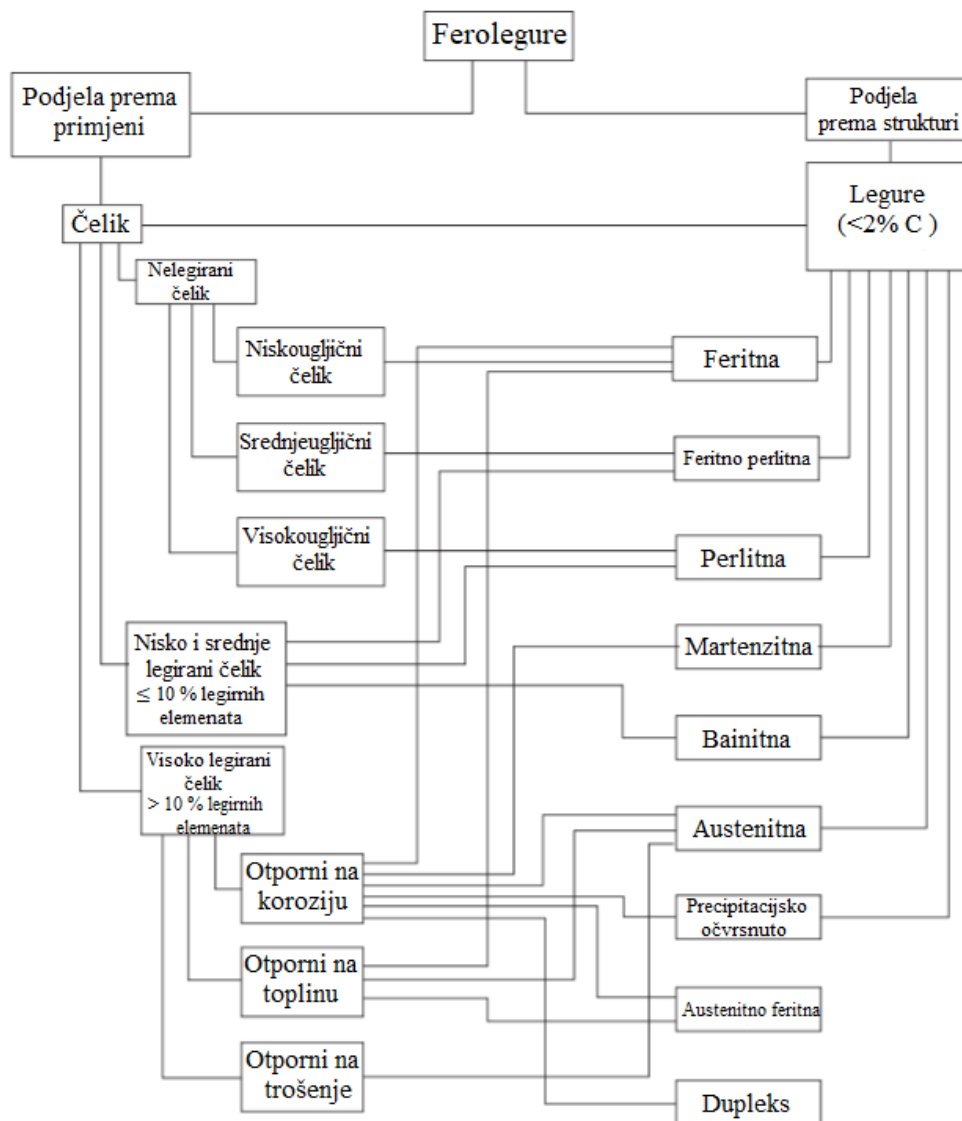 Ferolegure
Podjela prema
primjeni
Podjela
prema strukturi
Čelik
Legure
(<2% C )
Nelegirani
čelik
Niskougljični
čelik
Feritna
Srednjeugljični
čelik
Feritno perlitna
Visokougljični
čelik
Perlitna
Nisko i srednje
legirani čelik
≤ 10 % legirnih
elemenata
Martenzitna
Bainitna
Visoko legirani
čelik
> 10 % legirnih
elemenata
Austenitna
Otporni na
koroziju
Precipitacijsko
očvrsnuto
Otporni na
toplinu
Austenitno feritna
Otporni na
trošenje
Dupleks